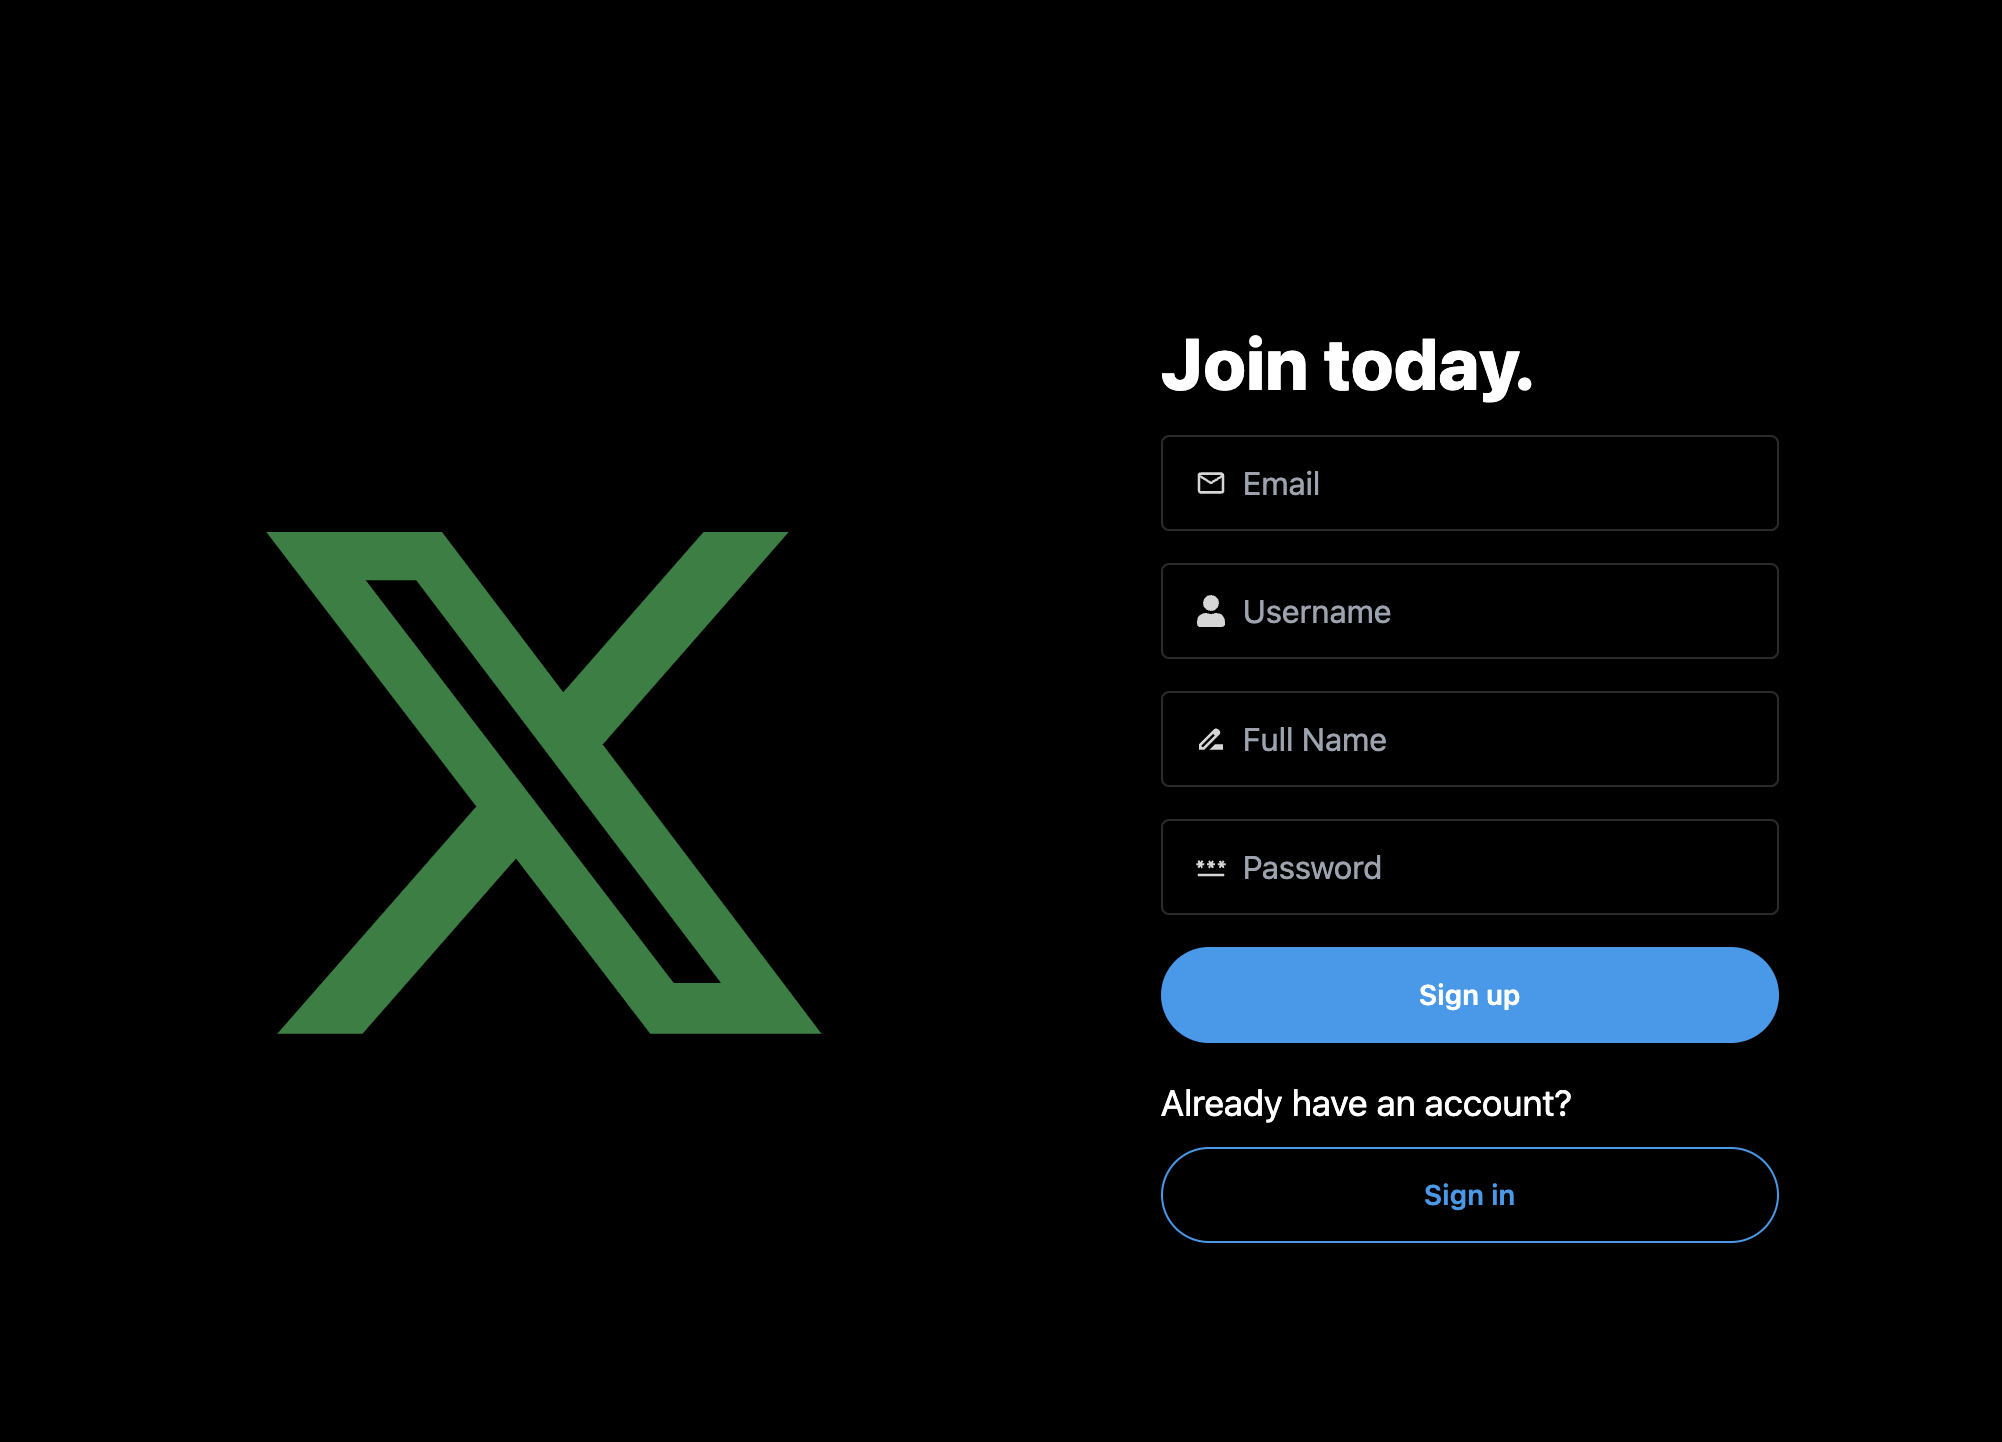 Join today.
Email
Username
Full Name
Password
Sign up
Already have an account?
Sign in